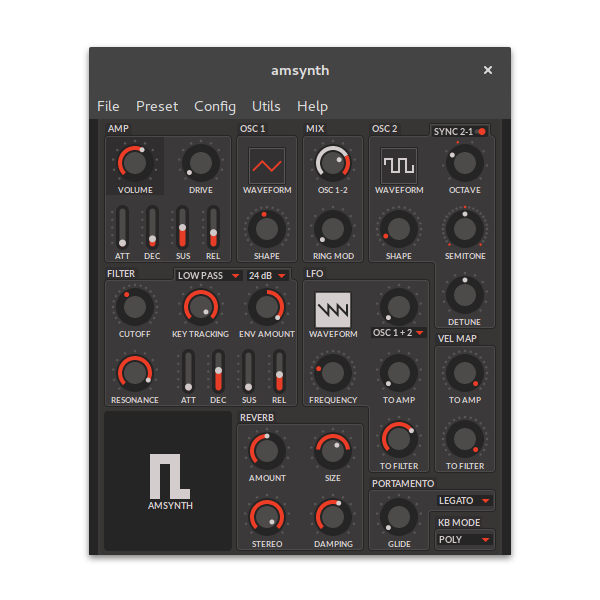 amsynth
File Preset Config Utils Help
AMP
VOLUME DRIVE
ATT DEC SUS REL
OSC 1
WAVEFORM
SHAPE
MIX
OSC 1-2
RING MOD
OSC 2 SYNC 2-1
WAVEFORM OCTAVE
SHAPE SEMITONE
DETUNE
FILTER LOW PASS 24 dB
CUTOFF KEY TRACKING ENV AMOUNT
RESONANCE ATT DEC SUS REL
LFO
WAVEFORM OSC 1 + 2
FREQUENCY TO AMP
TO FILTER
VEL MAP
TO AMP
TO FILTER
AMSYNTH
REVERB
AMOUNT SIZE
STEREO DAMPING
PORTAMENTO
GLIDE
LEGATO
KB MODE
POLY